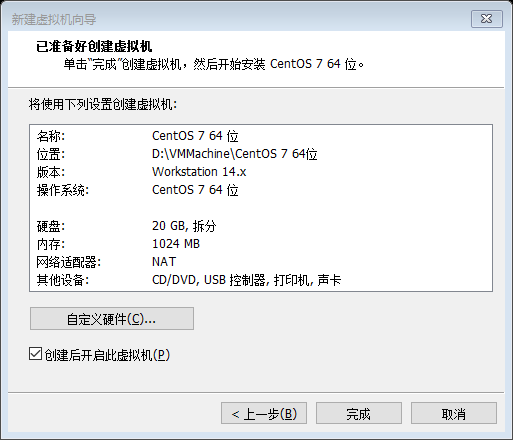 新建虚拟机向导
已准备好创建虚拟机
单击“完成”创建虚拟机，然后开始安装 CentOS 7 64 位。
将使用下列设置创建虚拟机:
名称: CentOS 7 64 位
位置: D:\VMMachine\CentOS 7 64位
版本: Workstation 14.x
操作系统: CentOS 7 64 位
硬盘: 20 GB, 拆分
内存: 1024 MB
网络适配器: NAT
其他设备: CD/DVD, USB 控制器, 打印机, 声卡
自定义硬件(C)...
创建后开启此虚拟机(P)
< 上一步(B) 完成 取消